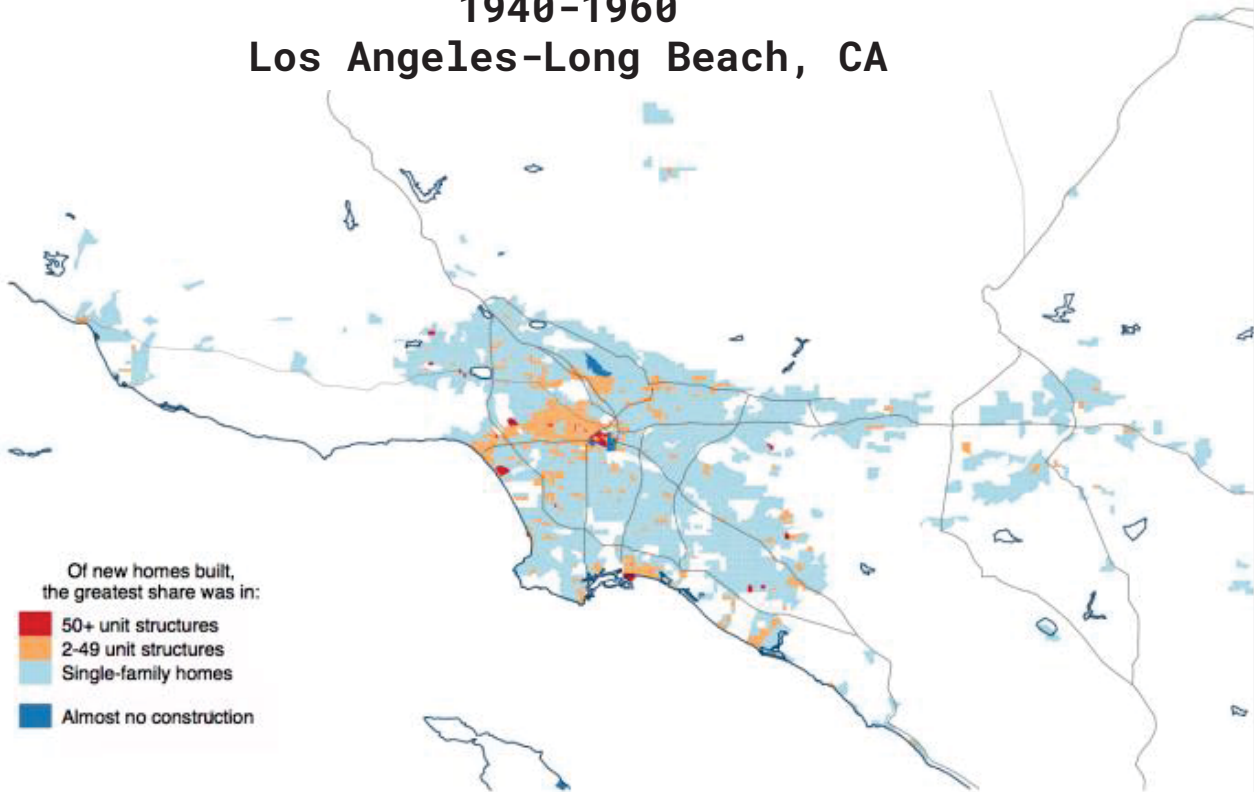 1940-1960
Los Angeles-Long Beach, CA
Of new homes built,
the greatest share was in:
50+ unit structures
2-49 unit structures
Single-family homes
Almost no construction